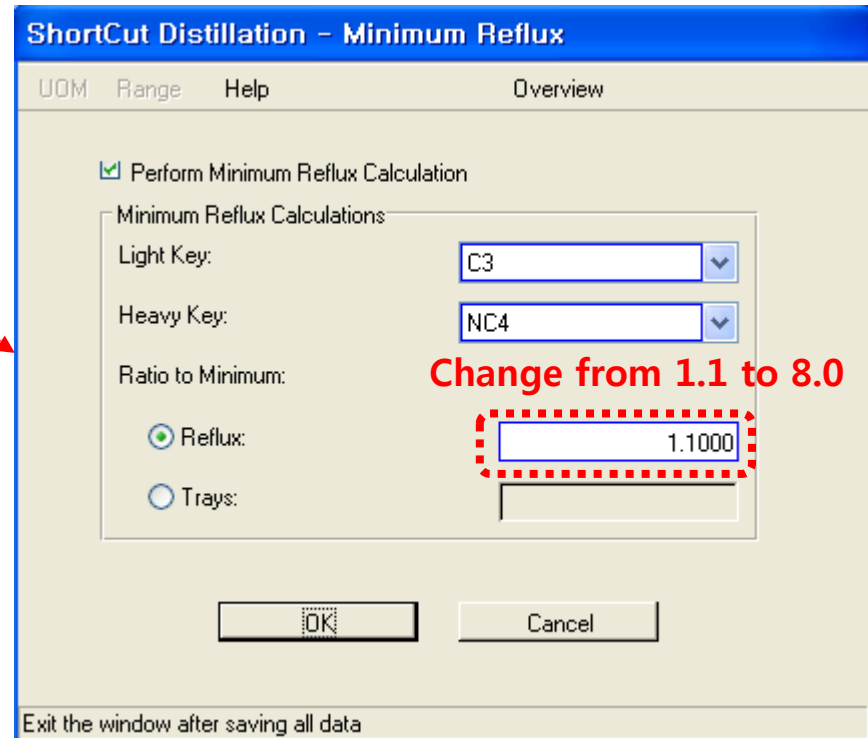 ShortCut Distillation - Minimum Reflux
UOM Range Help Overview
Perform Minimum Reflux Calculation
Minimum Reflux Calculations
Light Key: C3
Heavy Key: NC4
Ratio to Minimum: Change from 1.1 to 8.0
Reflux: 1.1000
Trays:
OK Cancel
Exit the window after saving all data